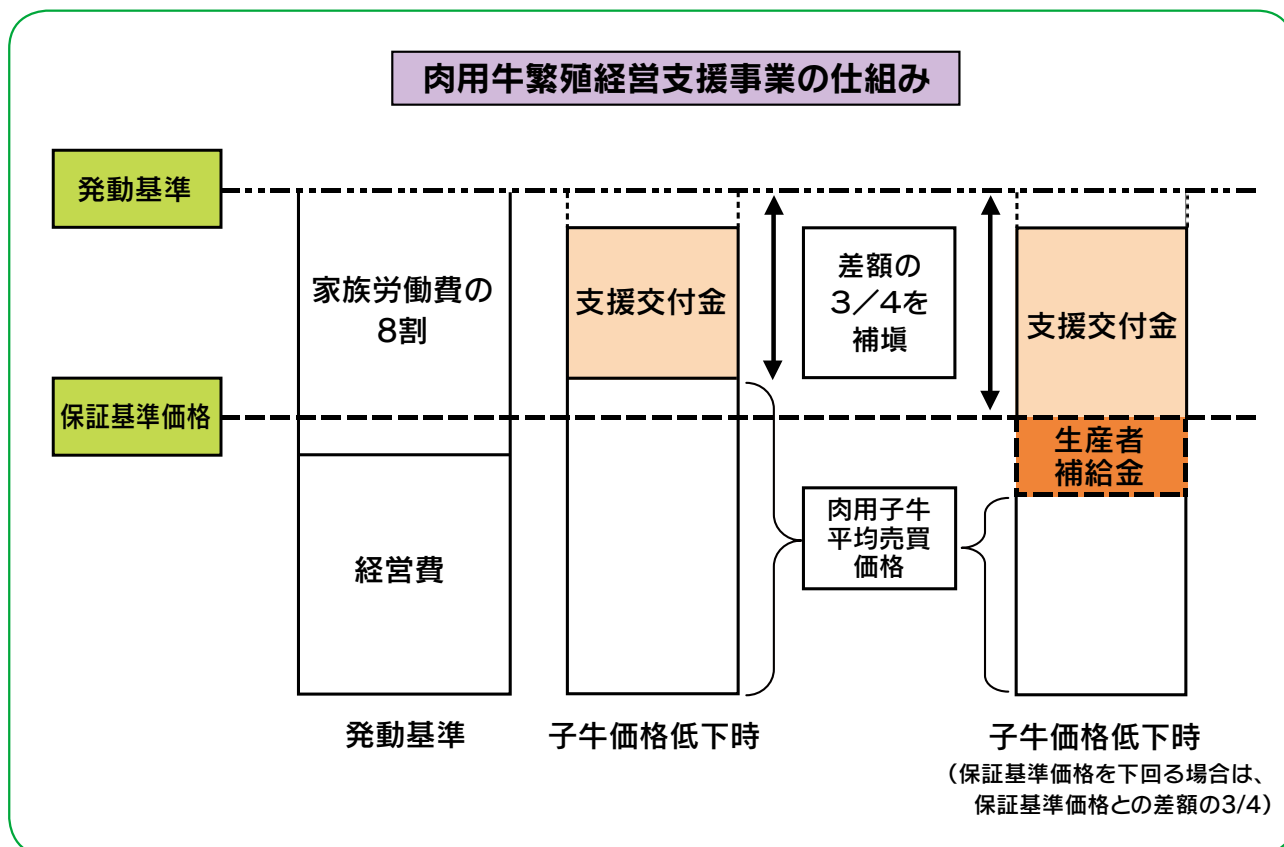 肉用牛繁殖経営支援事業の仕組み
発動基準
家族労働費の
8割
支援交付金
差額の
3／4を
補塡
支援交付金
保証基準価格
生産者
補給金
経営費
肉用子牛
平均売買
価格
発動基準
子牛価格低下時
子牛価格低下時
（保証基準価格を下回る場合は、
保証基準価格との差額の3/4）